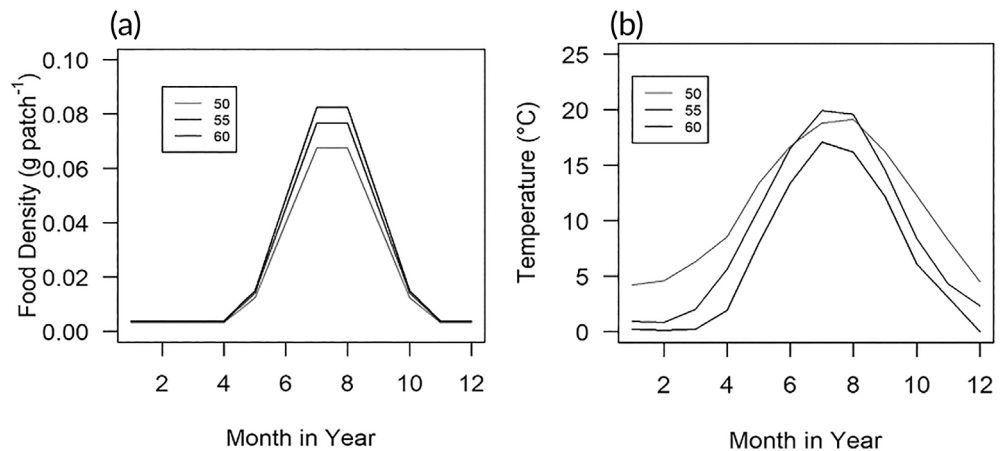 (a)
Food Density (g patch⁻¹)
0.10
0.08
0.06
0.04
0.02
0.00
50
55
60
2 4 6 8 10 12
Month in Year
(b)
Temperature (°C)
25
20
15
10
5
0
50
55
60
2 4 6 8 10 12
Month in Year